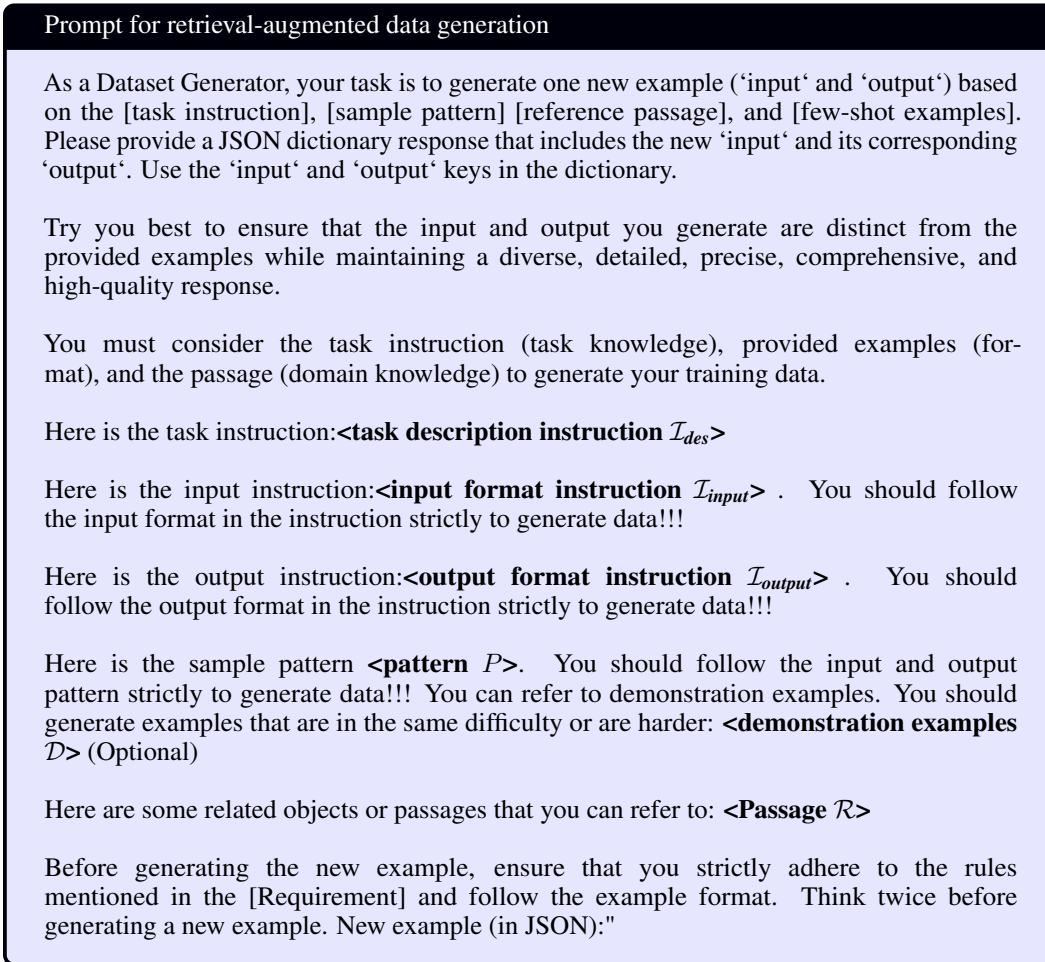 Prompt for retrieval-augmented data generation
As a Dataset Generator, your task is to generate one new example (‘input‘ and ‘output‘) based
on the [task instruction], [sample pattern] [reference passage], and [few-shot examples].
Please provide a JSON dictionary response that includes the new ‘input‘ and its corresponding
‘output‘. Use the ‘input‘ and ‘output‘ keys in the dictionary.
Try you best to ensure that the input and output you generate are distinct from the
provided examples while maintaining a diverse, detailed, precise, comprehensive, and
high-quality response.
You must consider the task instruction (task knowledge), provided examples (for-
mat), and the passage (domain knowledge) to generate your training data.
Here is the task instruction:<task description instruction 𝓘des>
Here is the input instruction:<input format instruction 𝓘input> . You should follow
the input format in the instruction strictly to generate data!!!
Here is the output instruction:<output format instruction 𝓘output> . You should
follow the output format in the instruction strictly to generate data!!!
Here is the sample pattern <pattern P>. You should follow the input and output
pattern strictly to generate data!!! You can refer to demonstration examples. You should
generate examples that are in the same difficulty or are harder: <demonstration examples
𝓓> (Optional)
Here are some related objects or passages that you can refer to: <Passage 𝓡>
Before generating the new example, ensure that you strictly adhere to the rules
mentioned in the [Requirement] and follow the example format. Think twice before
generating a new example. New example (in JSON):"